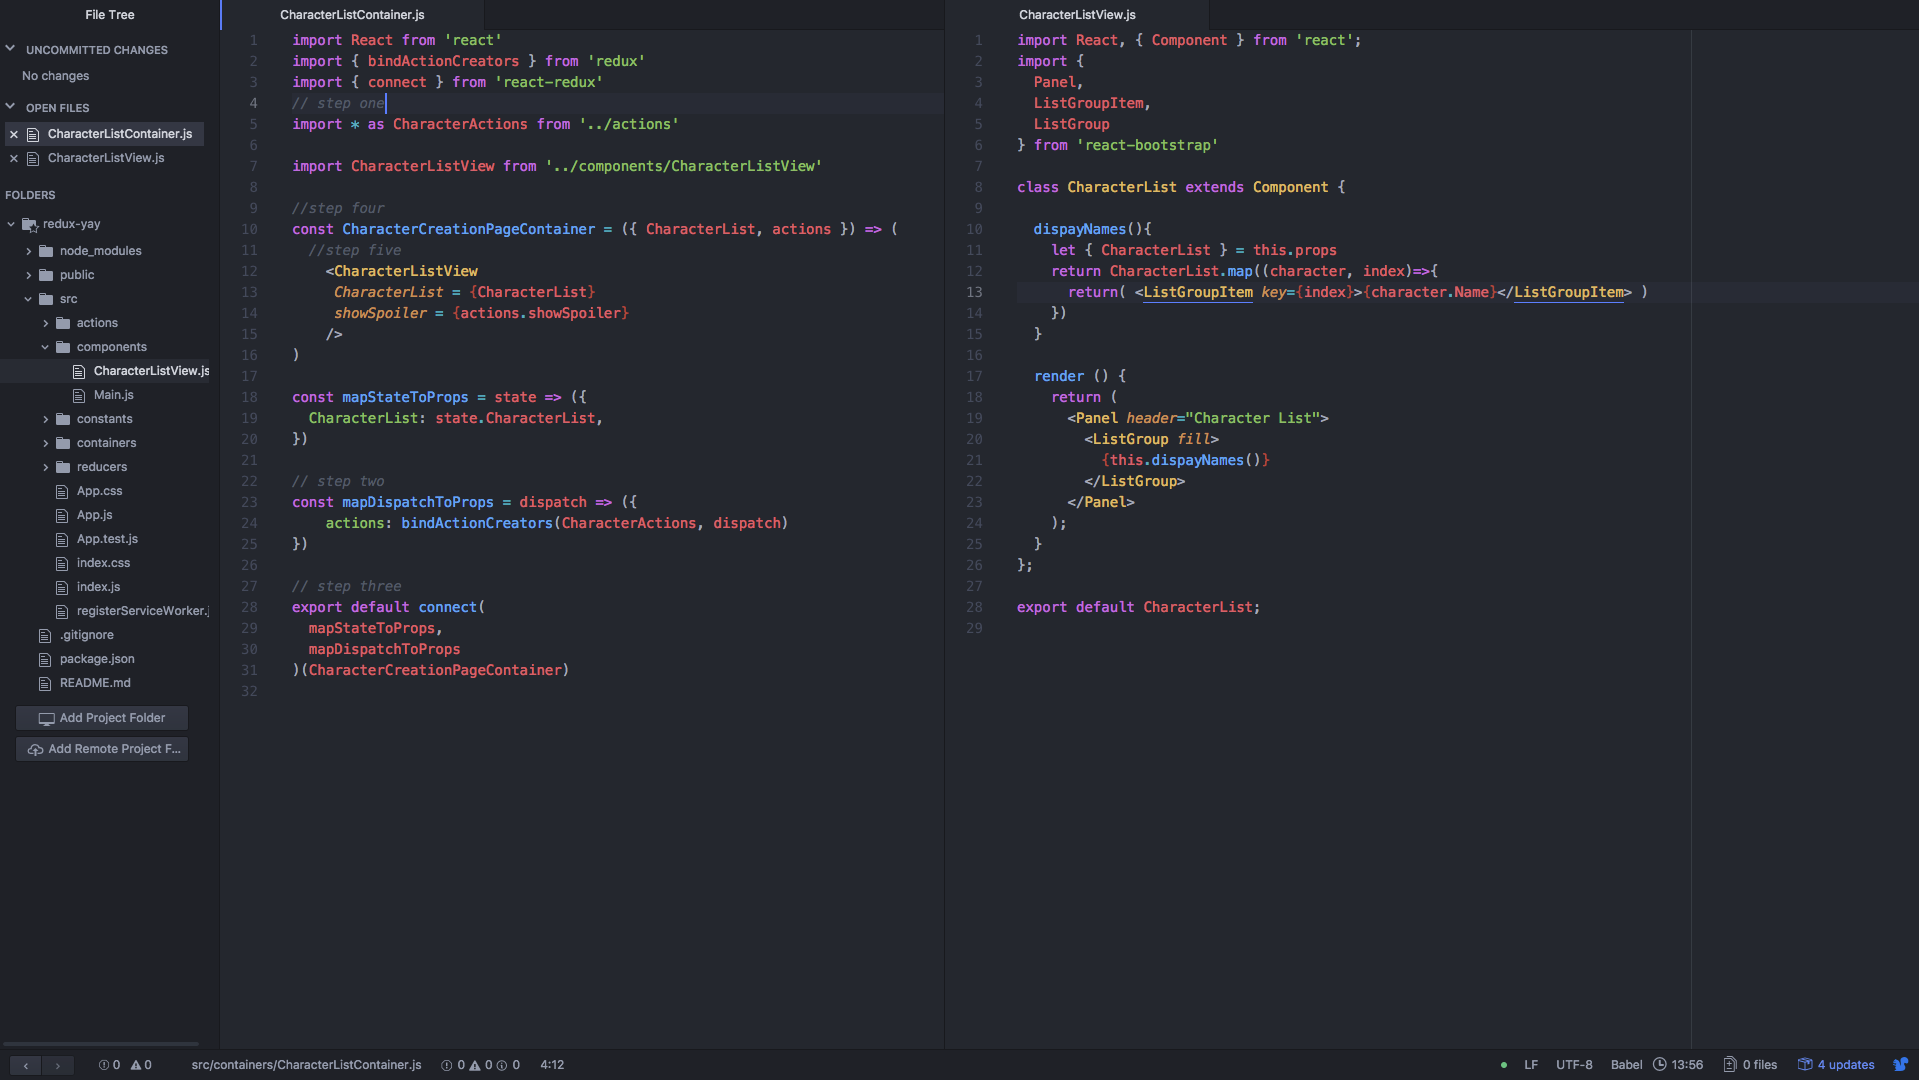 File Tree
UNCOMMITTED CHANGES
No changes
OPEN FILES
CharacterListContainer.js
CharacterListView.js
FOLDERS
redux-yay
node_modules
public
src
actions
components
CharacterListView.js
Main.js
constants
containers
reducers
App.css
App.js
App.test.js
index.css
index.js
registerServiceWorker.j
.gitignore
package.json
README.md
Add Project Folder
Add Remote Project F...
CharacterListContainer.js
1 import React from 'react'
2 import { bindActionCreators } from 'redux'
3 import { connect } from 'react-redux'
4 // step one
5 import * as CharacterActions from '../actions'
6
7 import CharacterListView from '../components/CharacterListView'
8
9 //step four
10 const CharacterCreationPageContainer = ({ CharacterList, actions }) => (
11 //step five
12 <CharacterListView
13 CharacterList = {CharacterList}
14 showSpoiler = {actions.showSpoiler}
15 />
16 )
17
18 const mapStateToProps = state => ({
19 CharacterList: state.CharacterList,
20 })
21
22 // step two
23 const mapDispatchToProps = dispatch => ({
24 actions: bindActionCreators(CharacterActions, dispatch)
25 })
26
27 // step three
28 export default connect(
29 mapStateToProps,
30 mapDispatchToProps
31 )(CharacterCreationPageContainer)
32
CharacterListView.js
1 import React, { Component } from 'react';
2 import {
3 Panel,
4 ListGroupItem,
5 ListGroup
6 } from 'react-bootstrap'
7
8 class CharacterList extends Component {
9
10 dispayNames(){
11 let { CharacterList } = this.props
12 return CharacterList.map((character, index)=>{
13 return( <ListGroupItem key={index}>{character.Name}</ListGroupItem> )
14 })
15 }
16
17 render () {
18 return (
19 <Panel header="Character List">
20 <ListGroup fill>
21 {this.dispayNames()}
22 </ListGroup>
23 </Panel>
24 );
25 }
26 };
27
28 export default CharacterList;
29
0 0 src/containers/CharacterListContainer.js 0 0 0 4:12 LF UTF-8 Babel 13:56 0 files 4 updates